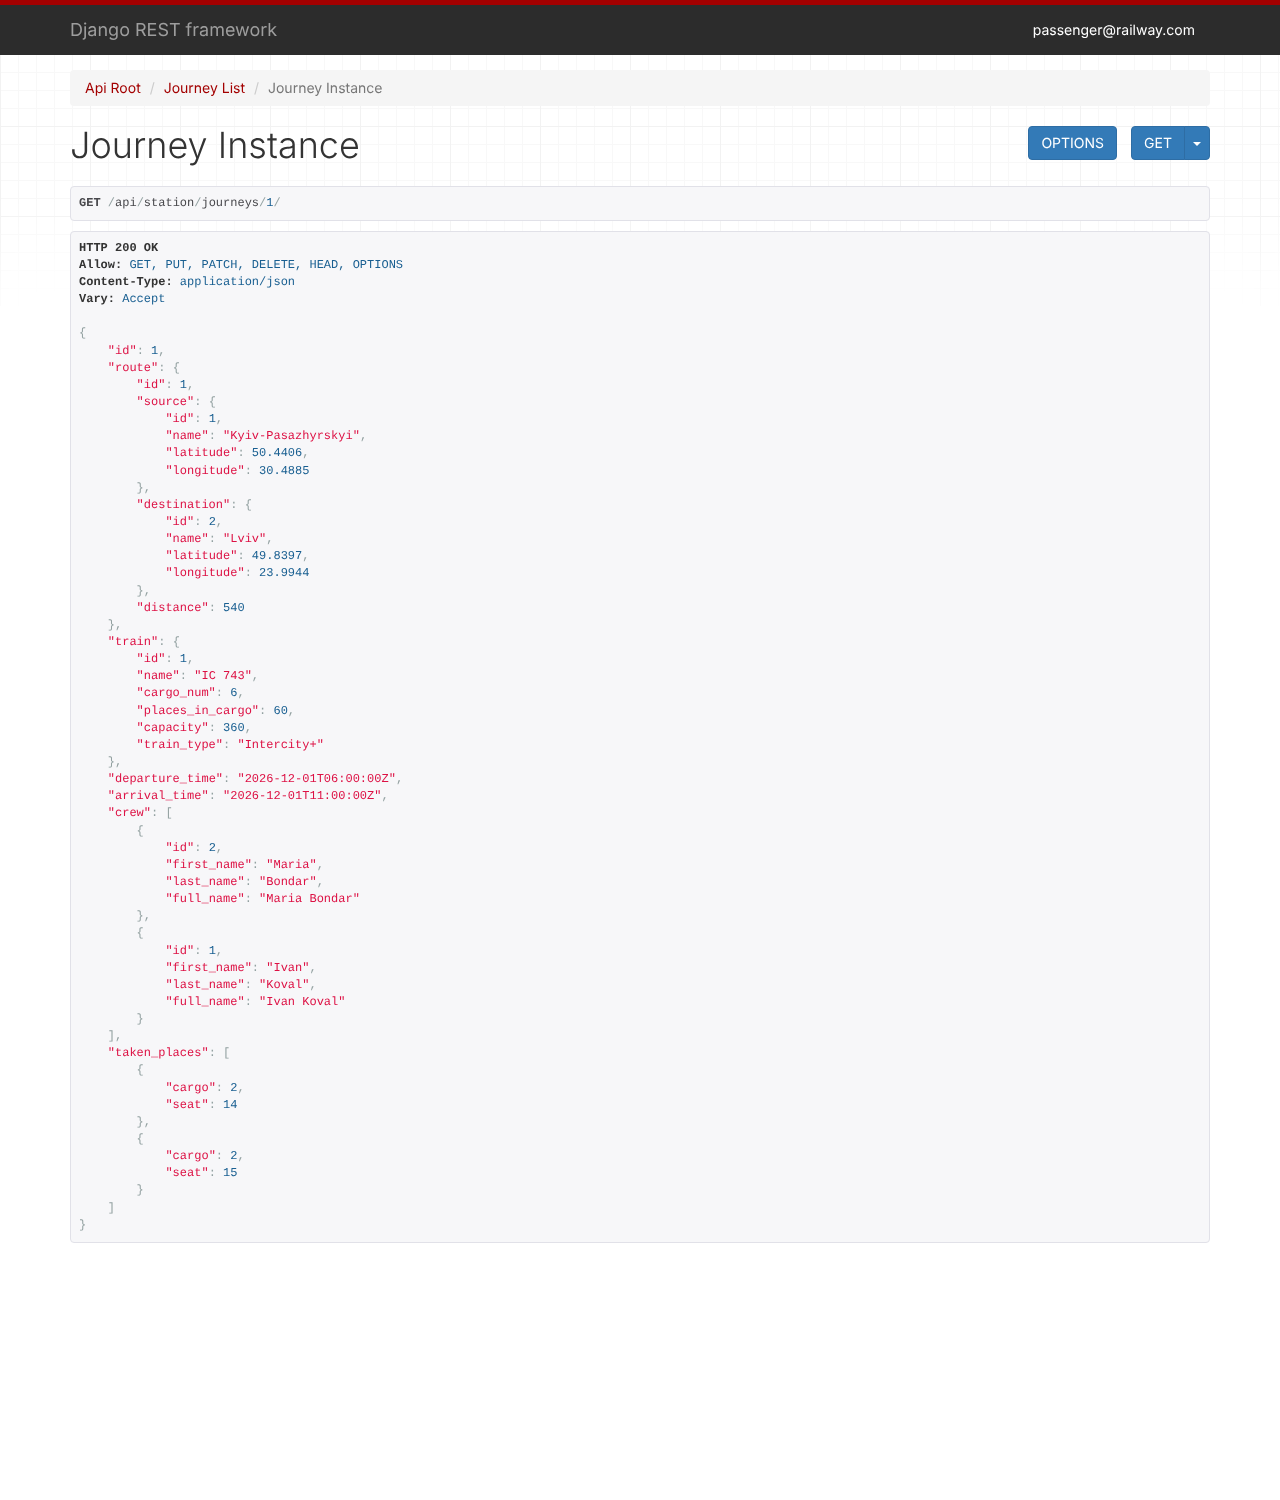 Django REST framework
passenger@railway.com
Api Root / Journey List / Journey Instance
Journey Instance
OPTIONS
GET
GET /api/station/journeys/1/
HTTP 200 OK
Allow: GET, PUT, PATCH, DELETE, HEAD, OPTIONS
Content-Type: application/json
Vary: Accept
{
    "id": 1,
    "route": {
        "id": 1,
        "source": {
            "id": 1,
            "name": "Kyiv-Pasazhyrskyi",
            "latitude": 50.4406,
            "longitude": 30.4885
        },
        "destination": {
            "id": 2,
            "name": "Lviv",
            "latitude": 49.8397,
            "longitude": 23.9944
        },
        "distance": 540
    },
    "train": {
        "id": 1,
        "name": "IC 743",
        "cargo_num": 6,
        "places_in_cargo": 60,
        "capacity": 360,
        "train_type": "Intercity+"
    },
    "departure_time": "2026-12-01T06:00:00Z",
    "arrival_time": "2026-12-01T11:00:00Z",
    "crew": [
        {
            "id": 2,
            "first_name": "Maria",
            "last_name": "Bondar",
            "full_name": "Maria Bondar"
        },
        {
            "id": 1,
            "first_name": "Ivan",
            "last_name": "Koval",
            "full_name": "Ivan Koval"
        }
    ],
    "taken_places": [
        {
            "cargo": 2,
            "seat": 14
        },
        {
            "cargo": 2,
            "seat": 15
        }
    ]
}